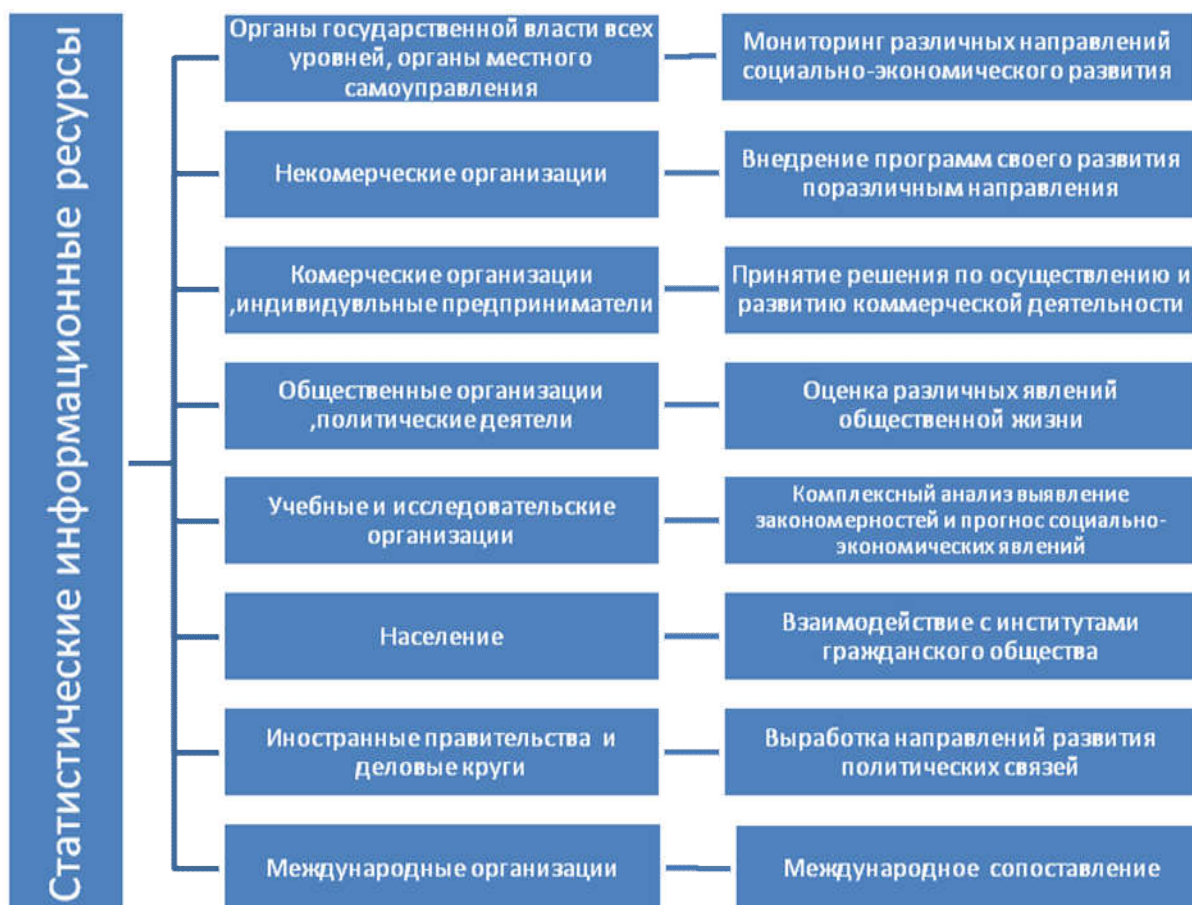 Статистические информационные ресурсы
Органы государственной власти всех
уровней, органы местного
самоуправления
Мониторинг различных направлений
социально-экономического развития
Некомерческие организации
Внедрение программ своего развития
поразличным направления
Комерческие организации
,индивидувльные предприниматели
Принятие решения по осуществлению и
развитию коммерческой деятельности
Общественные организации
,политические деятели
Оценка различных явлений
общественной жизни
Учебные и исследовательские
организации
Комплексный анализ выявление
закономерностей и прогноз социально-
экономических явлений
Население
Взаимодействие с институтами
гражданского общества
Иностранные правительства и
деловые круги
Выработка направлений развития
политических связей
Международные организации
Международное сопоставление